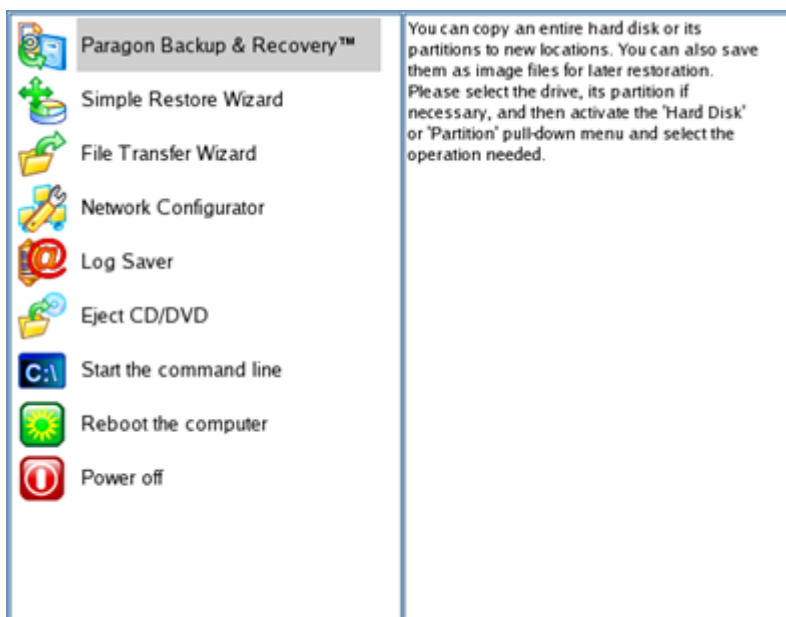 Paragon Backup & Recovery™
Simple Restore Wizard
File Transfer Wizard
Network Configurator
@
Log Saver
Eject CD/DVD
C:\
Start the command line
Reboot the computer
Power off
You can copy an entire hard disk or its
partitions to new locations. You can also save
them as image files for later restoration.
Please select the drive, its partition if
necessary, and then activate the 'Hard Disk'
or 'Partition' pull-down menu and select the
operation needed.